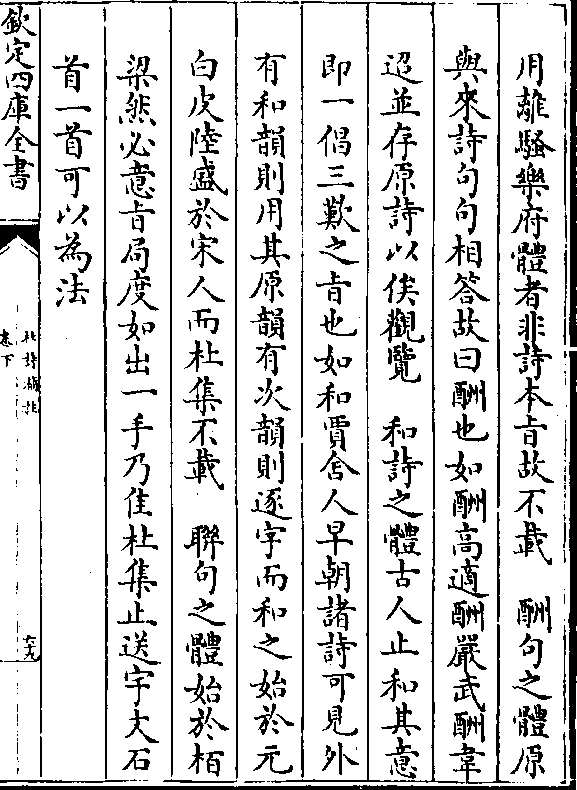 用離騷樂府體者非詩本旨故不載　酬句之體原
與來詩句句相答故曰酬也如酬高適酬嚴武酬韋
迢並存原詩以俟觀覽　和詩之體古人止和其意
即一倡三歎之旨也如和賈舍人早朝諸詩可見外
有和韻則用其原韻有次韻則逐字而和之始於元
白皮陸盛於宋人而杜集不載　聯句之體始於栢
梁然必意旨局度如出一手乃佳杜集止送宇大石
首一首可以為法
欽定四庫全書
杜詩攟
卷下